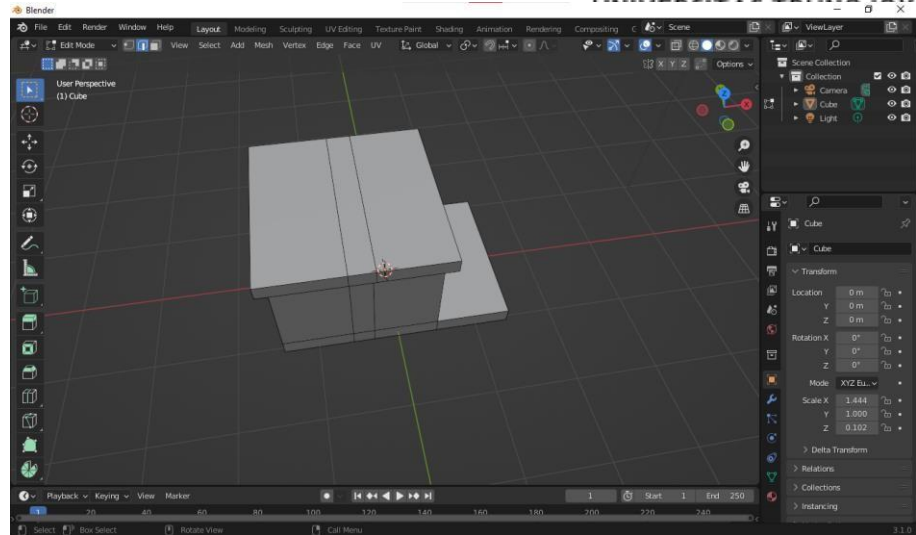 Blender
File Edit Render Window Help Layout Modeling Sculpting UV Editing Texture Paint Shading Animation Rendering Compositing Scene ViewLayer
Edit Mode View Select Add Mesh Vertex Edge Face UV Global
X Y Z Options
User Perspective
(1) Cube
Scene Collection
Collection
Camera
Cube
Light
Cube
Cube
Transform
Location 0 m
Y 0 m
Z 0 m
Rotation X 0°
Y 0°
Z 0°
Mode XYZ Eu..
Scale X 1.444
Y 1.000
Z 0.102
Delta Transform
Relations
Collections
Instancing
Playback Keying View Marker 1 Start 1 End 250
1 20 40 60 80 100 120 140 160 180 200 220 240
Select Box Select Rotate View Call Menu 3.1.0